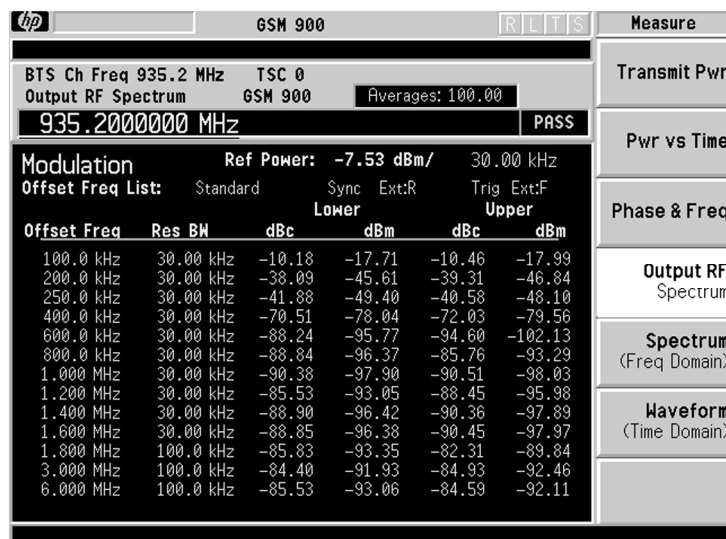 hp GSM 900 R L T S Measure
BTS Ch Freq 935.2 MHz TSC 0
Output RF Spectrum GSM 900 Averages: 100.00
935.2000000 MHz PASS
Modulation Ref Power: -7.53 dBm/ 30.00 kHz
Offset Freq List: Standard Sync Ext:R Trig Ext:F
Lower Upper
Offset Freq Res BW dBc dBm dBc dBm
100.0 kHz 30.00 kHz -10.18 -17.71 -10.46 -17.99
200.0 kHz 30.00 kHz -38.09 -45.61 -39.31 -46.84
250.0 kHz 30.00 kHz -41.88 -49.40 -40.58 -48.10
400.0 kHz 30.00 kHz -70.51 -78.04 -72.03 -79.56
600.0 kHz 30.00 kHz -88.24 -95.77 -94.60 -102.13
800.0 kHz 30.00 kHz -88.84 -96.37 -85.76 -93.29
1.000 MHz 30.00 kHz -90.38 -97.90 -90.51 -98.03
1.200 MHz 30.00 kHz -85.53 -93.05 -88.45 -95.98
1.400 MHz 30.00 kHz -88.90 -96.42 -90.36 -97.89
1.600 MHz 30.00 kHz -88.85 -96.38 -90.45 -97.97
1.800 MHz 100.0 kHz -85.83 -93.35 -82.31 -89.84
3.000 MHz 100.0 kHz -84.40 -91.93 -84.93 -92.46
6.000 MHz 100.0 kHz -85.53 -93.06 -84.59 -92.11
Transmit Pwr
Pwr vs Time
Phase & Freq
Output RF
Spectrum
Spectrum
(Freq Domain)
Waveform
(Time Domain)